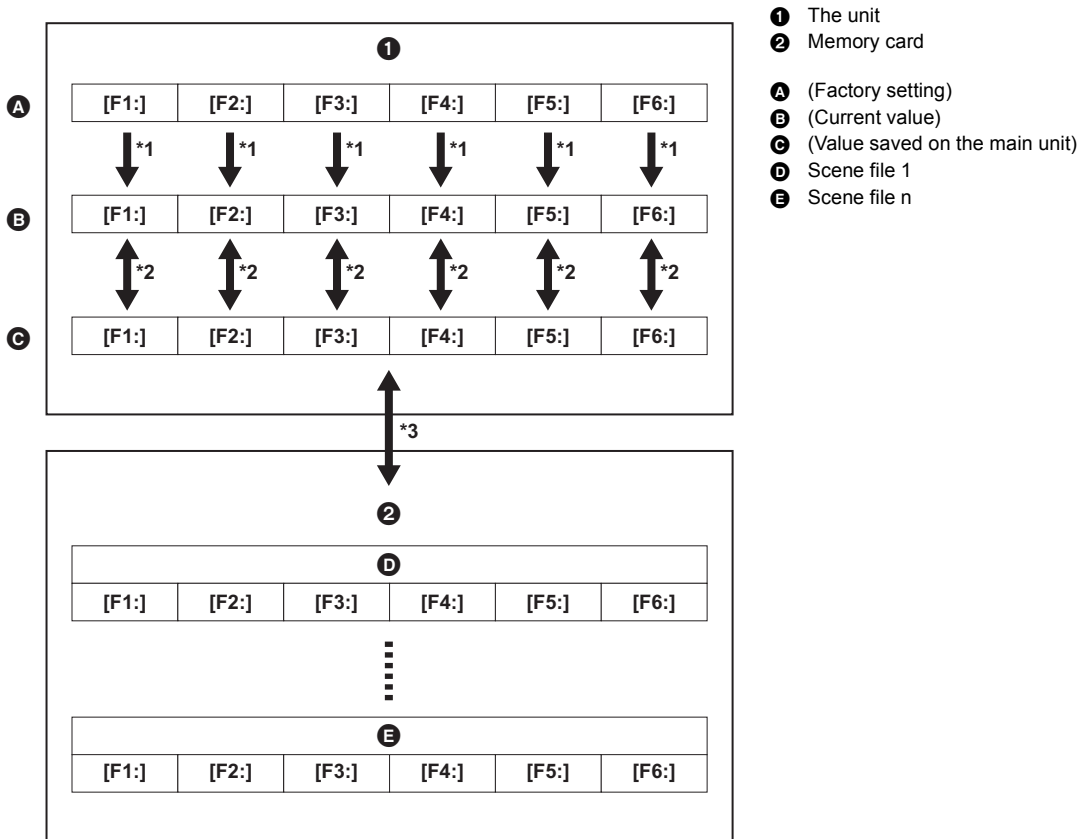 ❶
Ⓐ [F1:] [F2:] [F3:] [F4:] [F5:] [F6:]
*1 *1 *1 *1 *1 *1
Ⓑ [F1:] [F2:] [F3:] [F4:] [F5:] [F6:]
*2 *2 *2 *2 *2 *2
Ⓒ [F1:] [F2:] [F3:] [F4:] [F5:] [F6:]
*3
❷
Ⓓ
[F1:] [F2:] [F3:] [F4:] [F5:] [F6:]
Ⓔ
[F1:] [F2:] [F3:] [F4:] [F5:] [F6:]
❶ The unit
❷ Memory card
Ⓐ (Factory setting)
Ⓑ (Current value)
Ⓒ (Value saved on the main unit)
Ⓓ Scene file 1
Ⓔ Scene file n